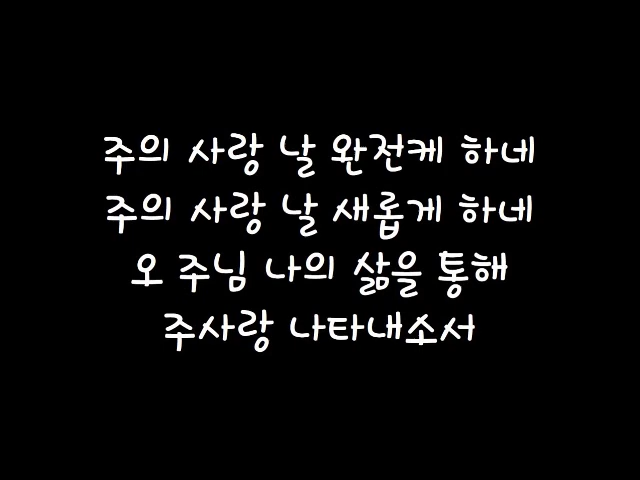 주의 사랑 날 완전케 하네
주의 사랑 날 새롭게 하네
오 주님 나의 삶을 통해
주사랑 나타내소서